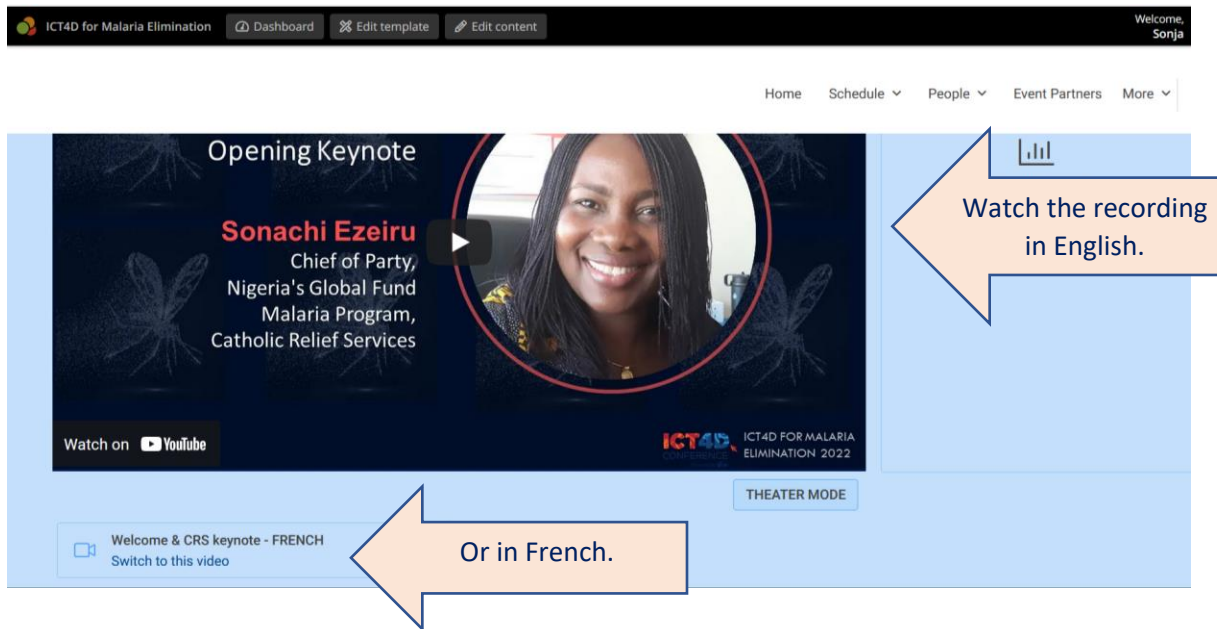 ICT4D for Malaria Elimination Dashboard Edit template Edit content
Welcome,
Sonja
Home Schedule People Event Partners More
Opening Keynote
Sonachi Ezeiru
Chief of Party,
Nigeria's Global Fund
Malaria Program,
Catholic Relief Services
Watch the recording
in English.
Watch on YouTube
ICT4D
CONFERENCE
ICT4D FOR MALARIA
ELIMINATION 2022
THEATER MODE
Welcome & CRS keynote - FRENCH
Switch to this video
Or in French.